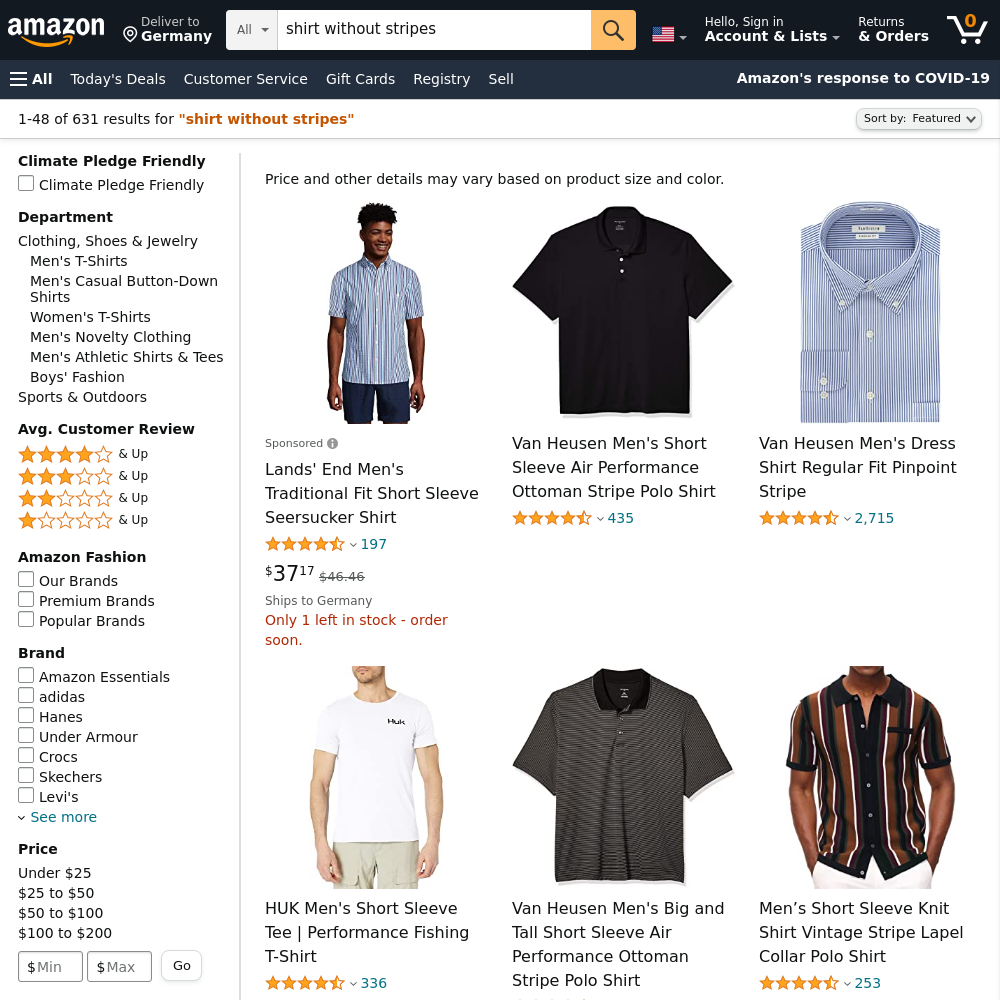 amazon
Deliver to
Germany
All
shirt without stripes
Hello, Sign in
Account & Lists
Returns
& Orders
0
All
Today's Deals
Customer Service
Gift Cards
Registry
Sell
Amazon's response to COVID-19
1-48 of 631 results for "shirt without stripes"
Sort by: Featured
Climate Pledge Friendly
Climate Pledge Friendly
Department
Clothing, Shoes & Jewelry
Men's T-Shirts
Men's Casual Button-Down
Shirts
Women's T-Shirts
Men's Novelty Clothing
Men's Athletic Shirts & Tees
Boys' Fashion
Sports & Outdoors
Avg. Customer Review
& Up
& Up
& Up
& Up
Amazon Fashion
Our Brands
Premium Brands
Popular Brands
Brand
Amazon Essentials
adidas
Hanes
Under Armour
Crocs
Skechers
Levi's
See more
Price
Under $25
$25 to $50
$50 to $100
$100 to $200
$ Min
$ Max
Go
Price and other details may vary based on product size and color.
Sponsored
Lands' End Men's
Traditional Fit Short Sleeve
Seersucker Shirt
197
$3717 $46.46
Ships to Germany
Only 1 left in stock - order
soon.
Van Heusen Men's Short
Sleeve Air Performance
Ottoman Stripe Polo Shirt
435
Van Heusen Men's Dress
Shirt Regular Fit Pinpoint
Stripe
2,715
Huk
HUK Men's Short Sleeve
Tee | Performance Fishing
T-Shirt
336
Van Heusen Men's Big and
Tall Short Sleeve Air
Performance Ottoman
Stripe Polo Shirt
Men’s Short Sleeve Knit
Shirt Vintage Stripe Lapel
Collar Polo Shirt
253